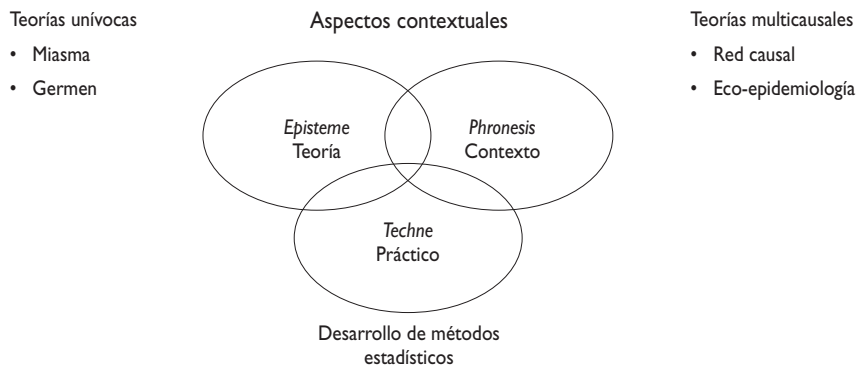 Teorías unívocas
• Miasma
• Germen
Aspectos contextuales
Teorías multicausales
• Red causal
• Eco-epidemiología
Episteme
Teoría
Phronesis
Contexto
Techne
Práctico
Desarrollo de métodos
estadísticos